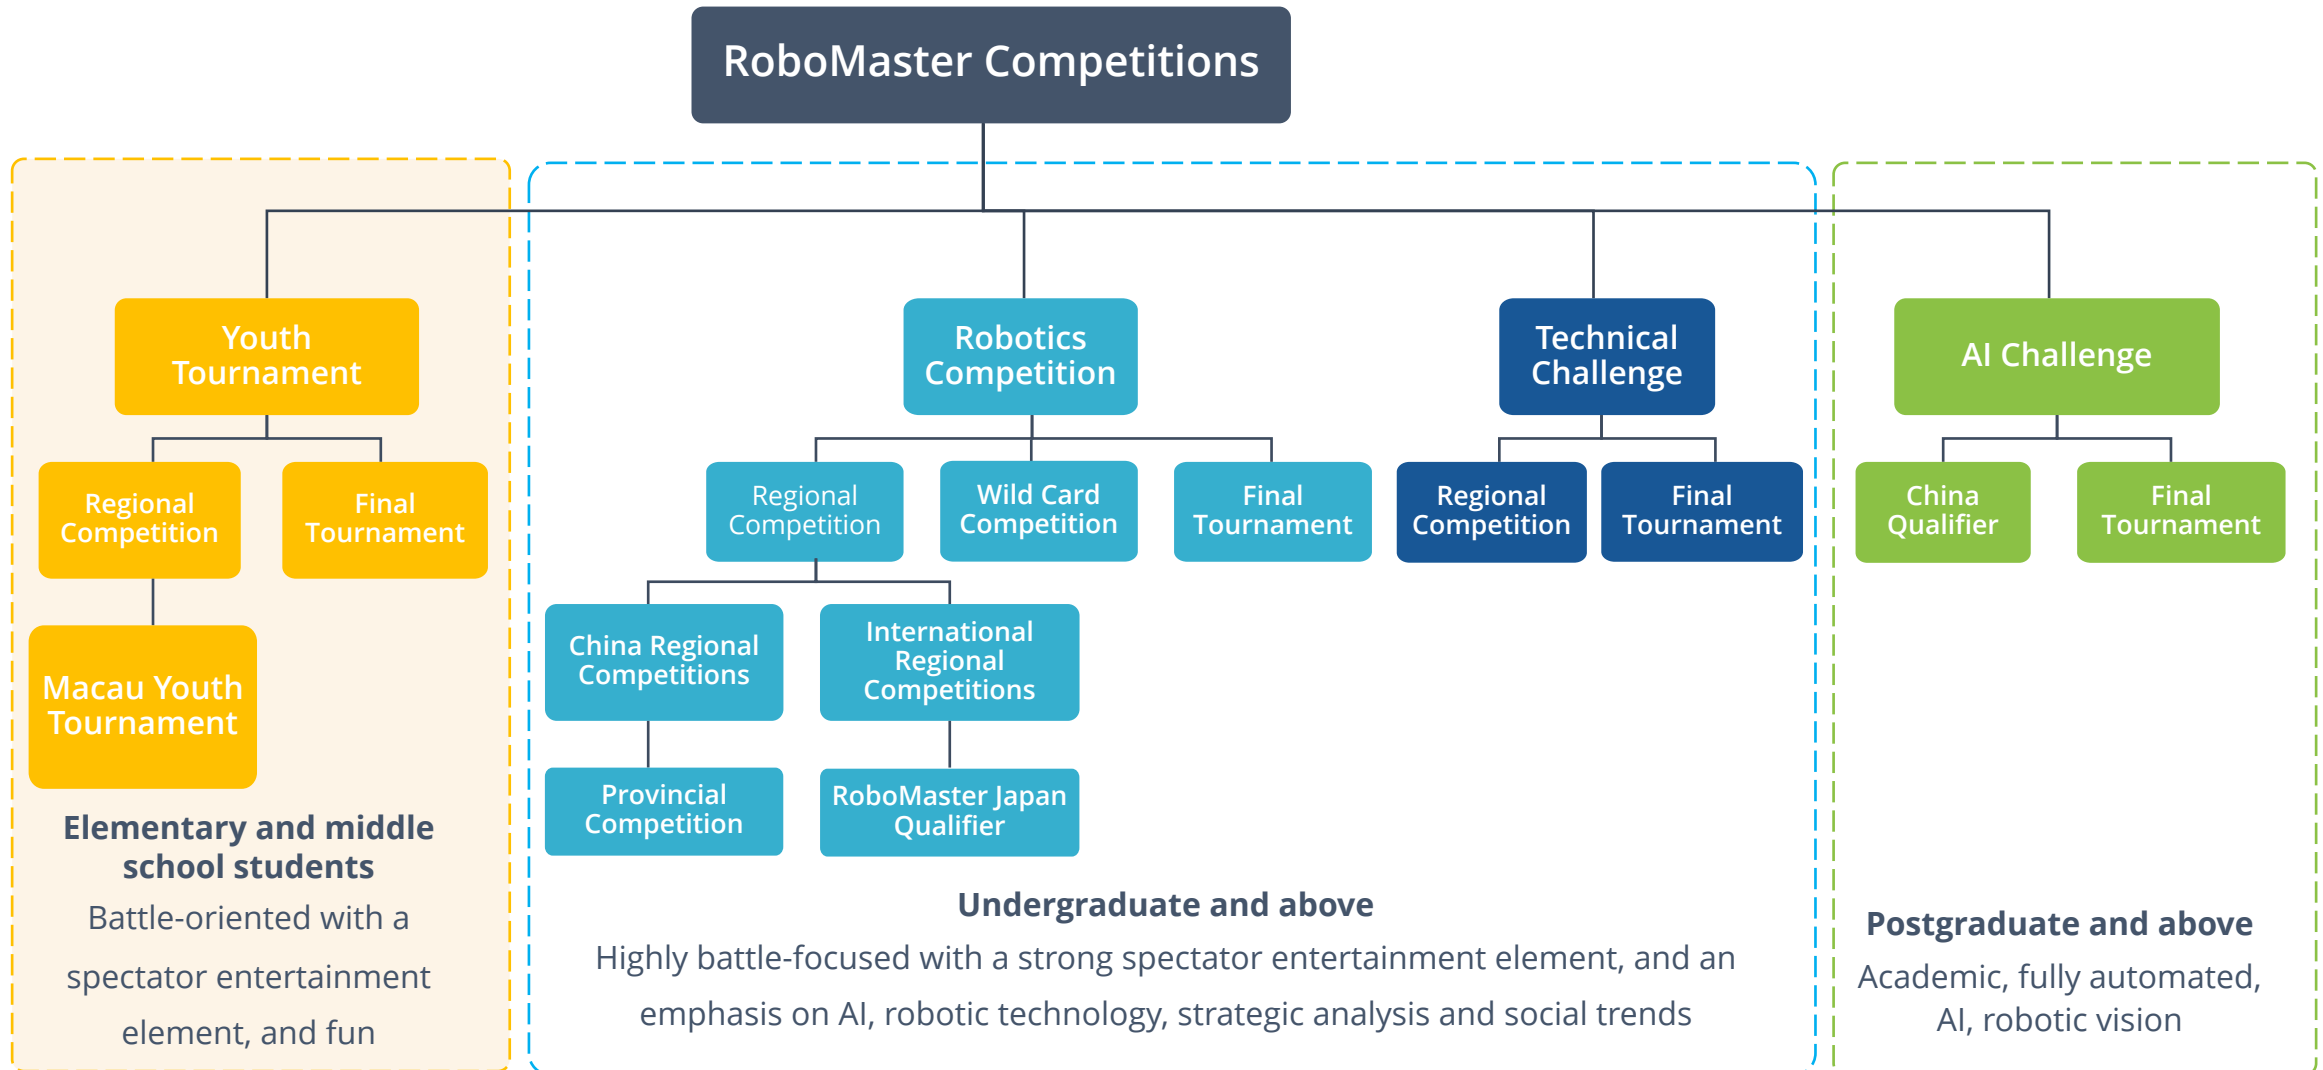 RoboMaster Competitions
Youth
Tournament
Robotics
Competition
Technical
Challenge
AI Challenge
Regional
Competition
Final
Tournament
Regional
Competition
Wild Card
Competition
Final
Tournament
Regional
Competition
Final
Tournament
China
Qualifier
Final
Tournament
Macau Youth
Tournament
China Regional
Competitions
International
Regional
Competitions
Provincial
Competition
RoboMaster Japan
Qualifier
Elementary and middle
school students
Battle-oriented with a
spectator entertainment
element, and fun
Undergraduate and above
Highly battle-focused with a strong spectator entertainment element, and an
emphasis on AI, robotic technology, strategic analysis and social trends
Postgraduate and above
Academic, fully automated,
AI, robotic vision